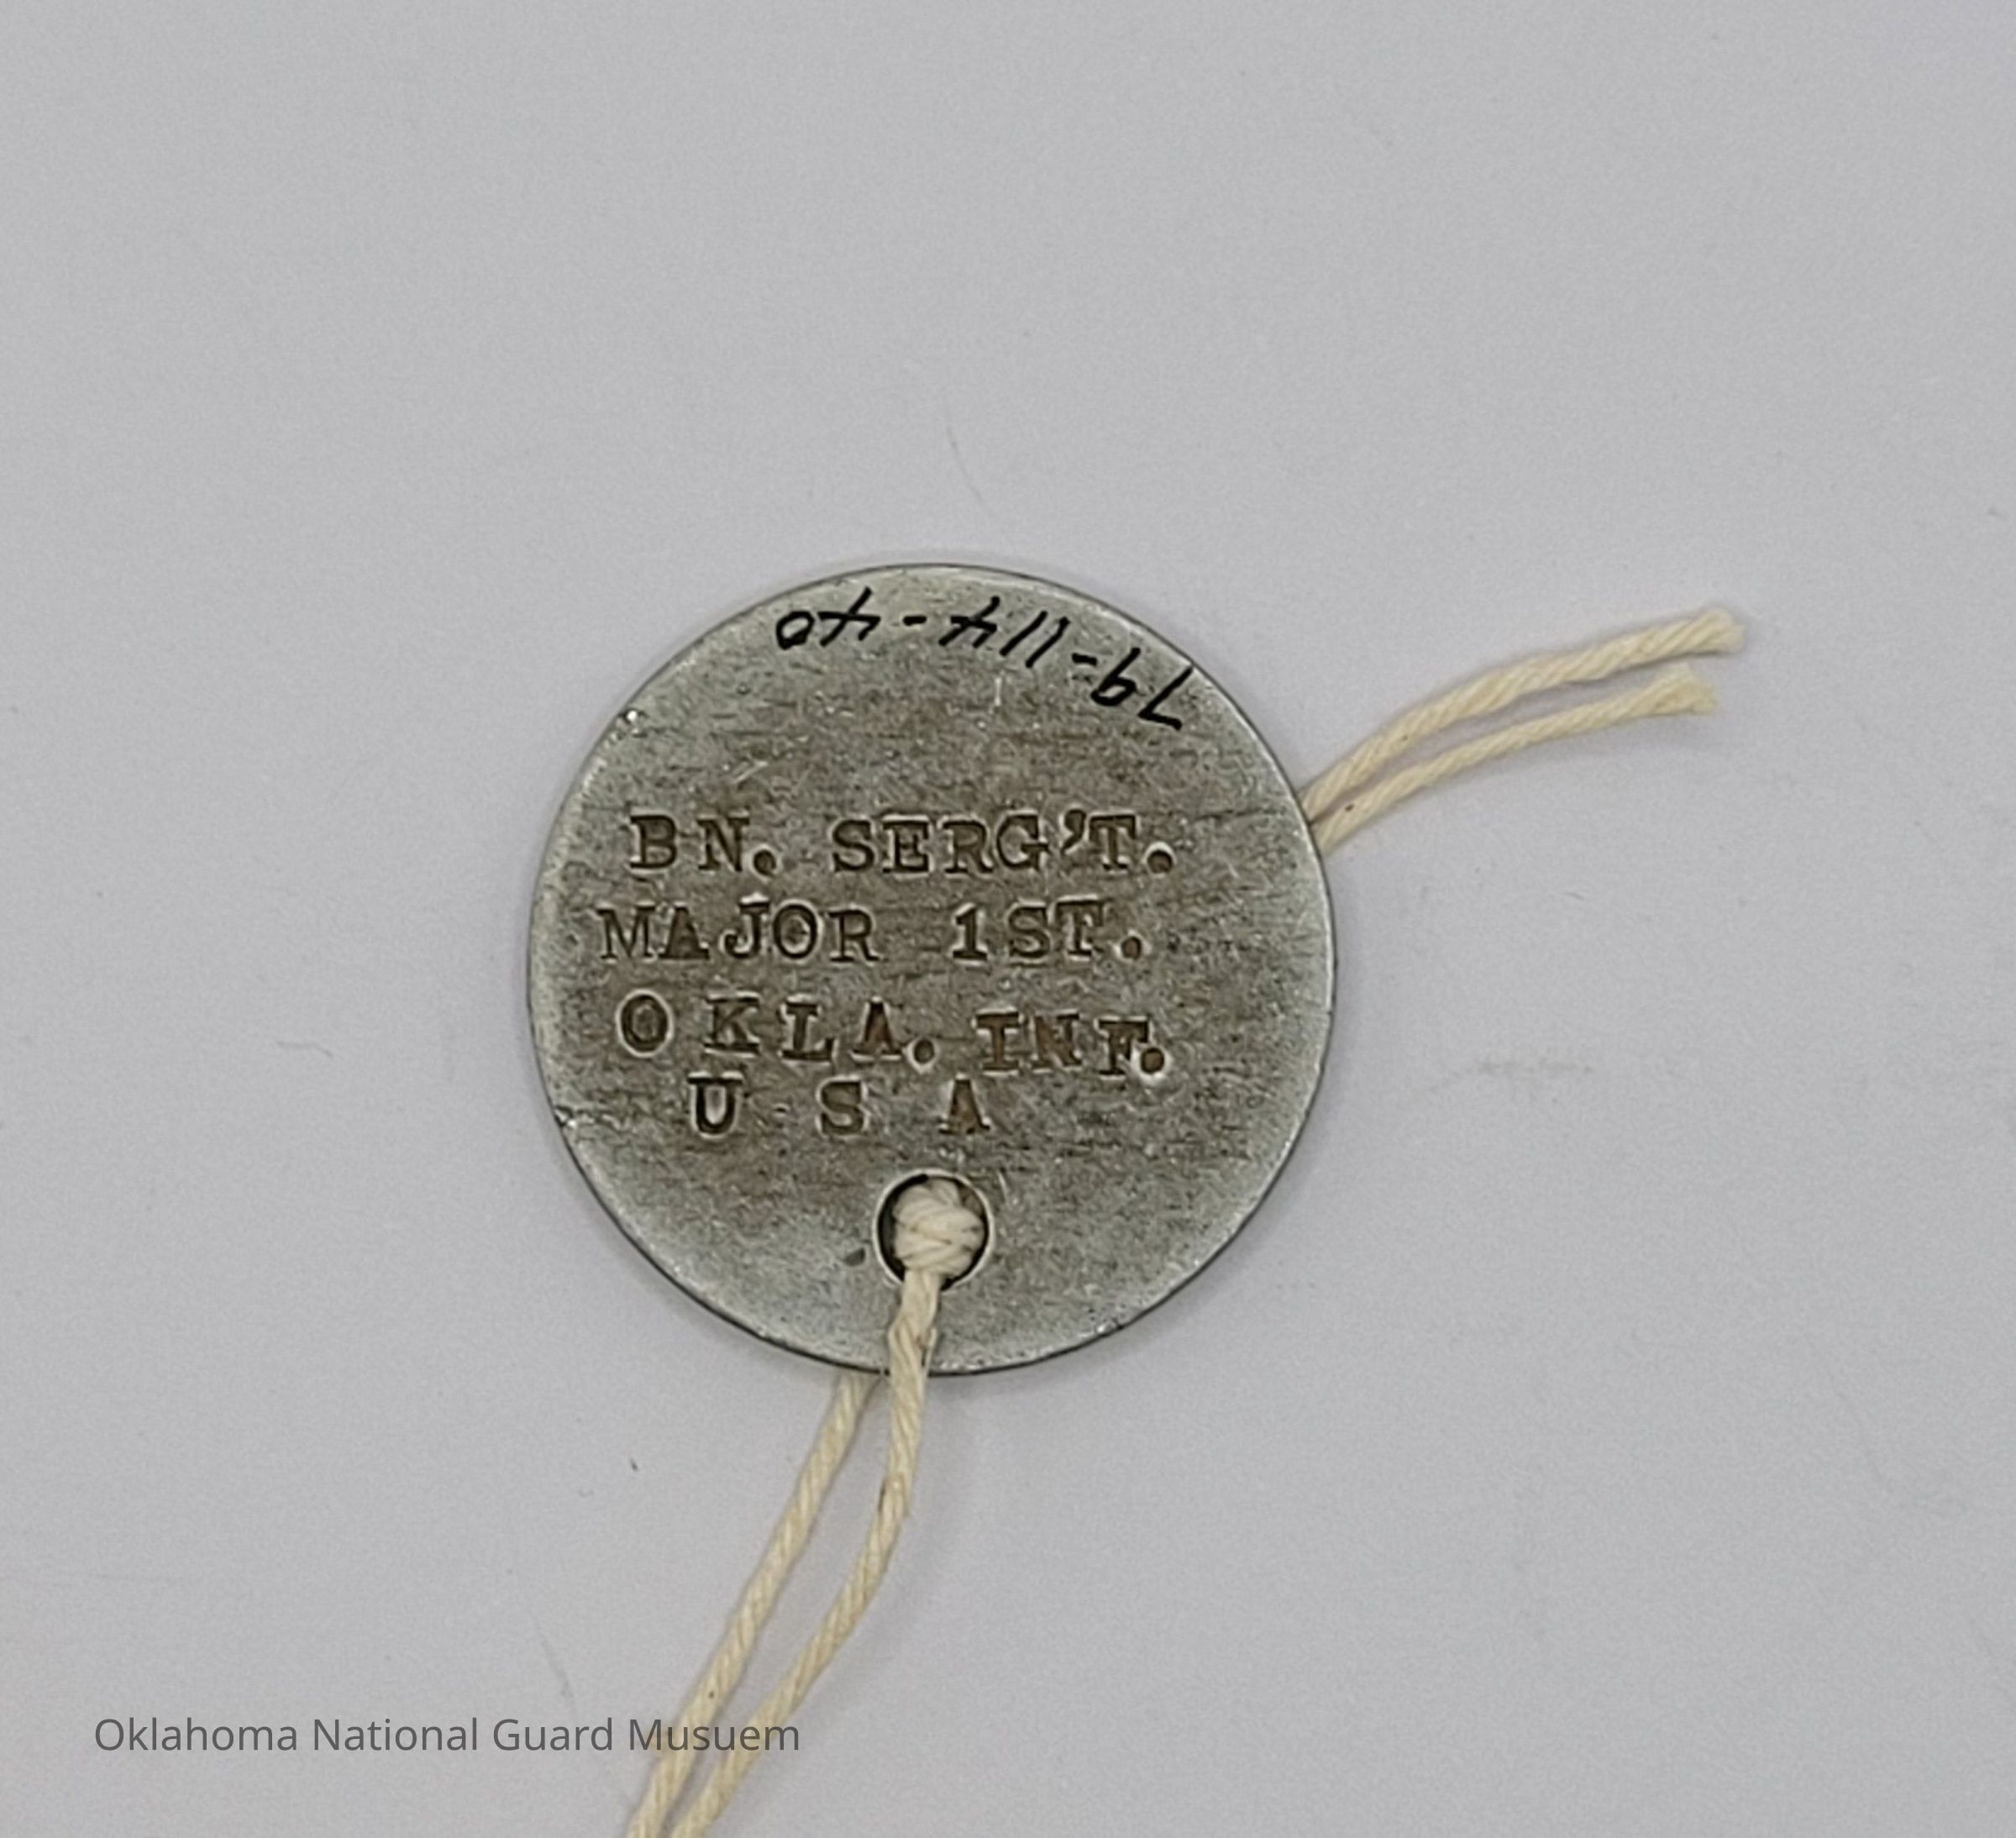 79-114-40
BN. SERG'T.
MAJOR 1ST.
OKLA. INF.
U S A
Oklahoma National Guard Musuem